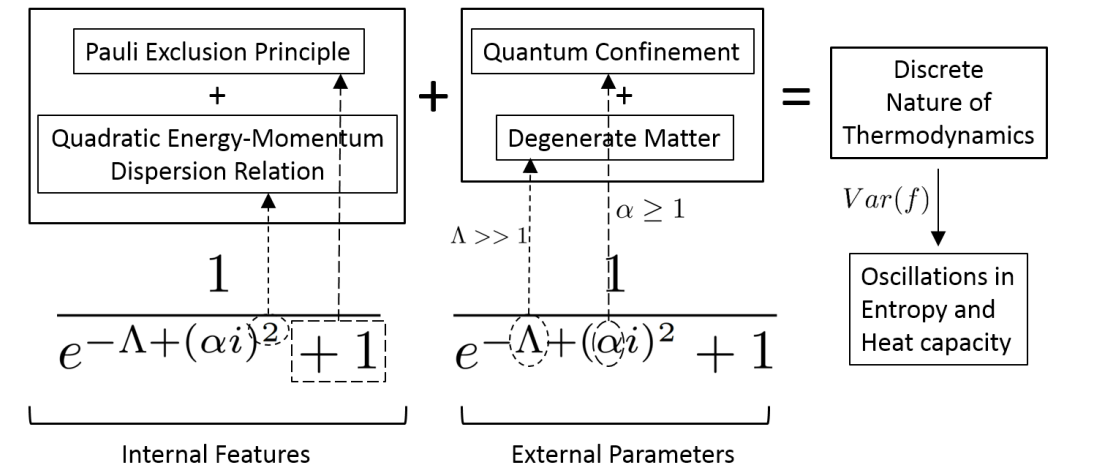 Pauli Exclusion Principle
+
Quadratic Energy-Momentum
Dispersion Relation
+
Quantum Confinement
+
Degenerate Matter
=
Discrete
Nature of
Thermodynamics
Λ >> 1
α ≥ 1
Var(f)
1
e^{-Λ+(αi)^2} + 1
1
e^{-Λ+(αi)^2} + 1
Oscillations in
Entropy and
Heat capacity
Internal Features
External Parameters